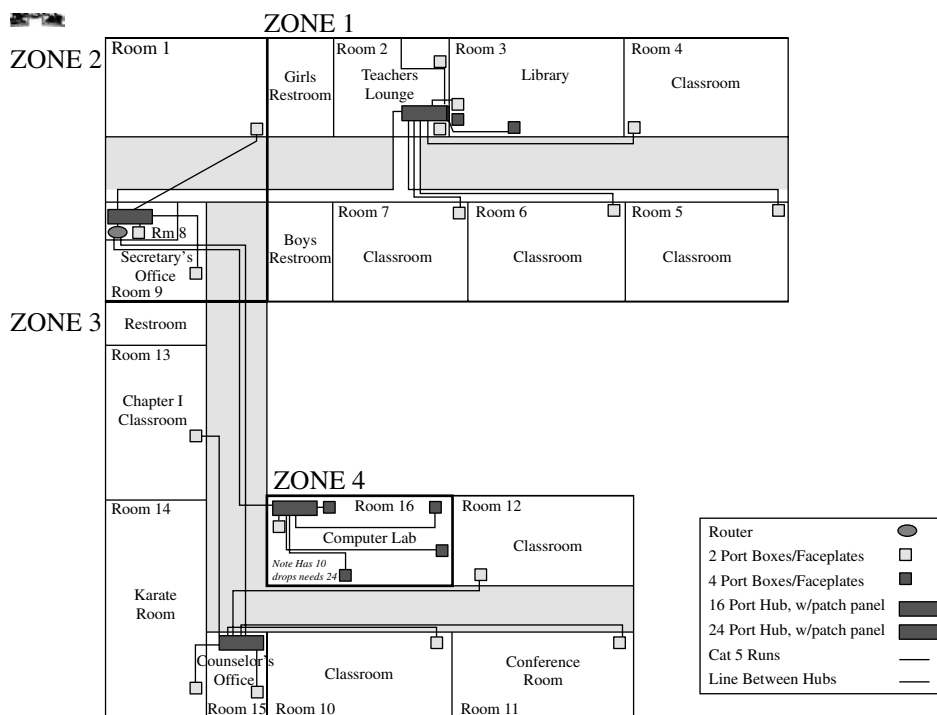 ZONE 1
ZONE 2
Room 1
Room 2
Room 3
Room 4
Girls
Restroom
Teachers
Lounge
Library
Classroom
Room 7
Room 6
Room 5
Rm 8
Boys
Restroom
Classroom
Classroom
Classroom
Secretary's
Office
Room 9
ZONE 3
Restroom
Room 13
Chapter I
Classroom
ZONE 4
Room 14
Room 16
Room 12
Computer Lab
Classroom
Note Has 10
drops needs 24
Karate
Room
Counselor's
Office
Room 15
Classroom
Room 10
Conference
Room
Room 11
Router
2 Port Boxes/Faceplates
4 Port Boxes/Faceplates
16 Port Hub, w/patch panel
24 Port Hub, w/patch panel
Cat 5 Runs
Line Between Hubs